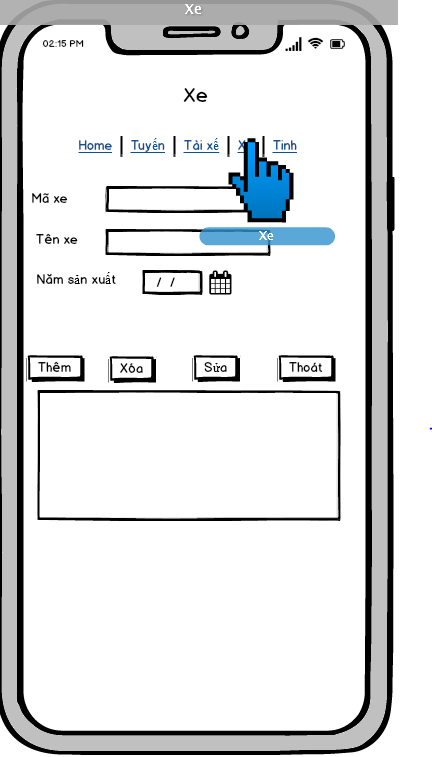 Xe
02:15 PM
Xe
Home | Tuyến | Tài xế | X | Tinh
Mã xe
Tên xe
Xe
Năm sản xuất / /
Thêm Xóa Sửa Thoát